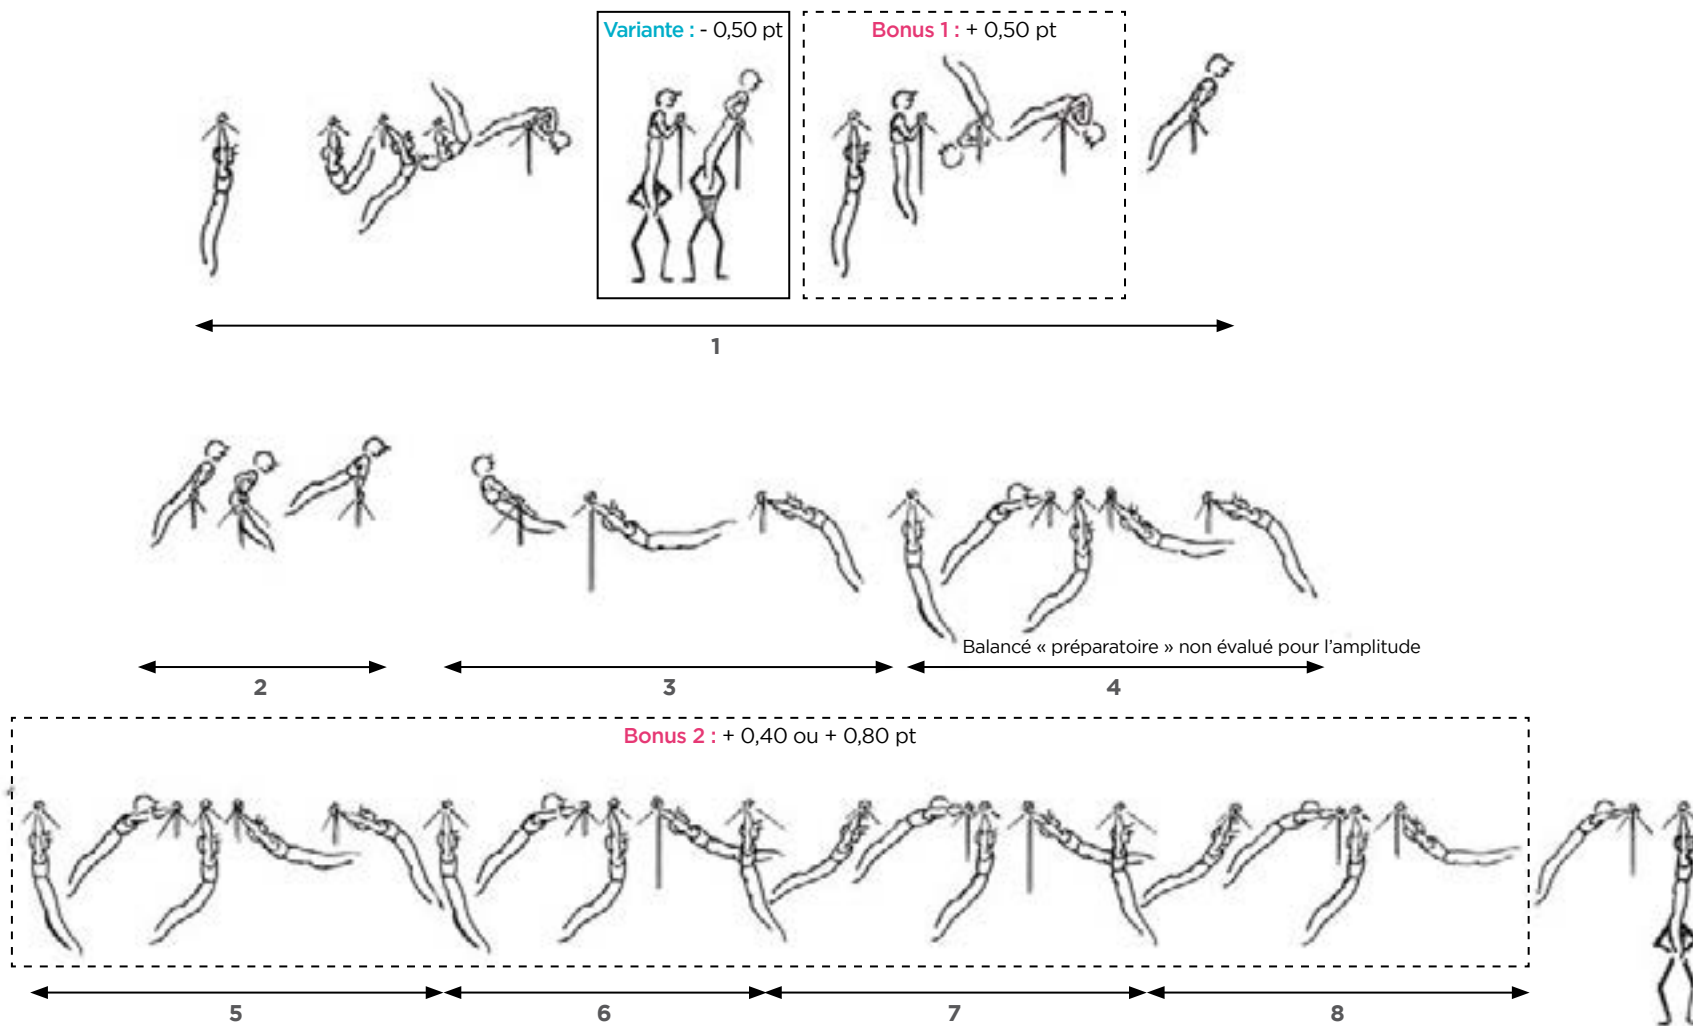 Variante : - 0,50 pt
Bonus 1 : + 0,50 pt
1
2
3
Balancé « préparatoire » non évalué pour l'amplitude
4
Bonus 2 : + 0,40 ou + 0,80 pt
5
6
7
8